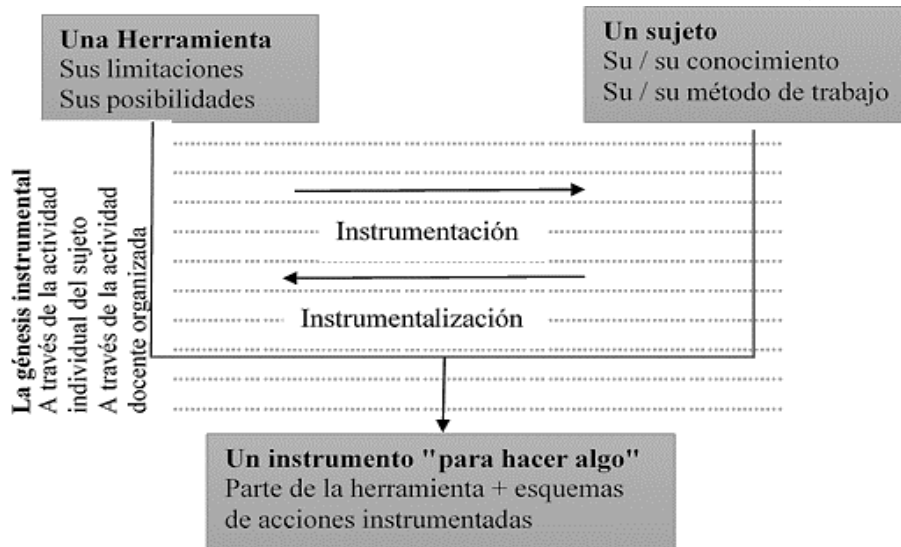 Una Herramienta
Sus limitaciones
Sus posibilidades
Un sujeto
Su / su conocimiento
Su / su método de trabajo
La génesis instrumental
A través de la actividad
individual del sujeto
A través de la actividad
docente organizada
Instrumentación
Instrumentalización
Un instrumento "para hacer algo"
Parte de la herramienta + esquemas
de acciones instrumentadas